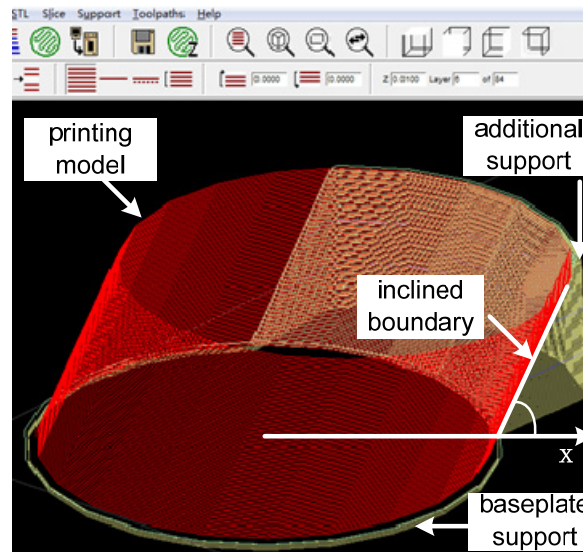 STL Slice Support Toolpaths Help
0.0000 0.0000 Z 0.0100 Layer 6 of 84
printing
model
additional
support
inclined
boundary
x
baseplate
support